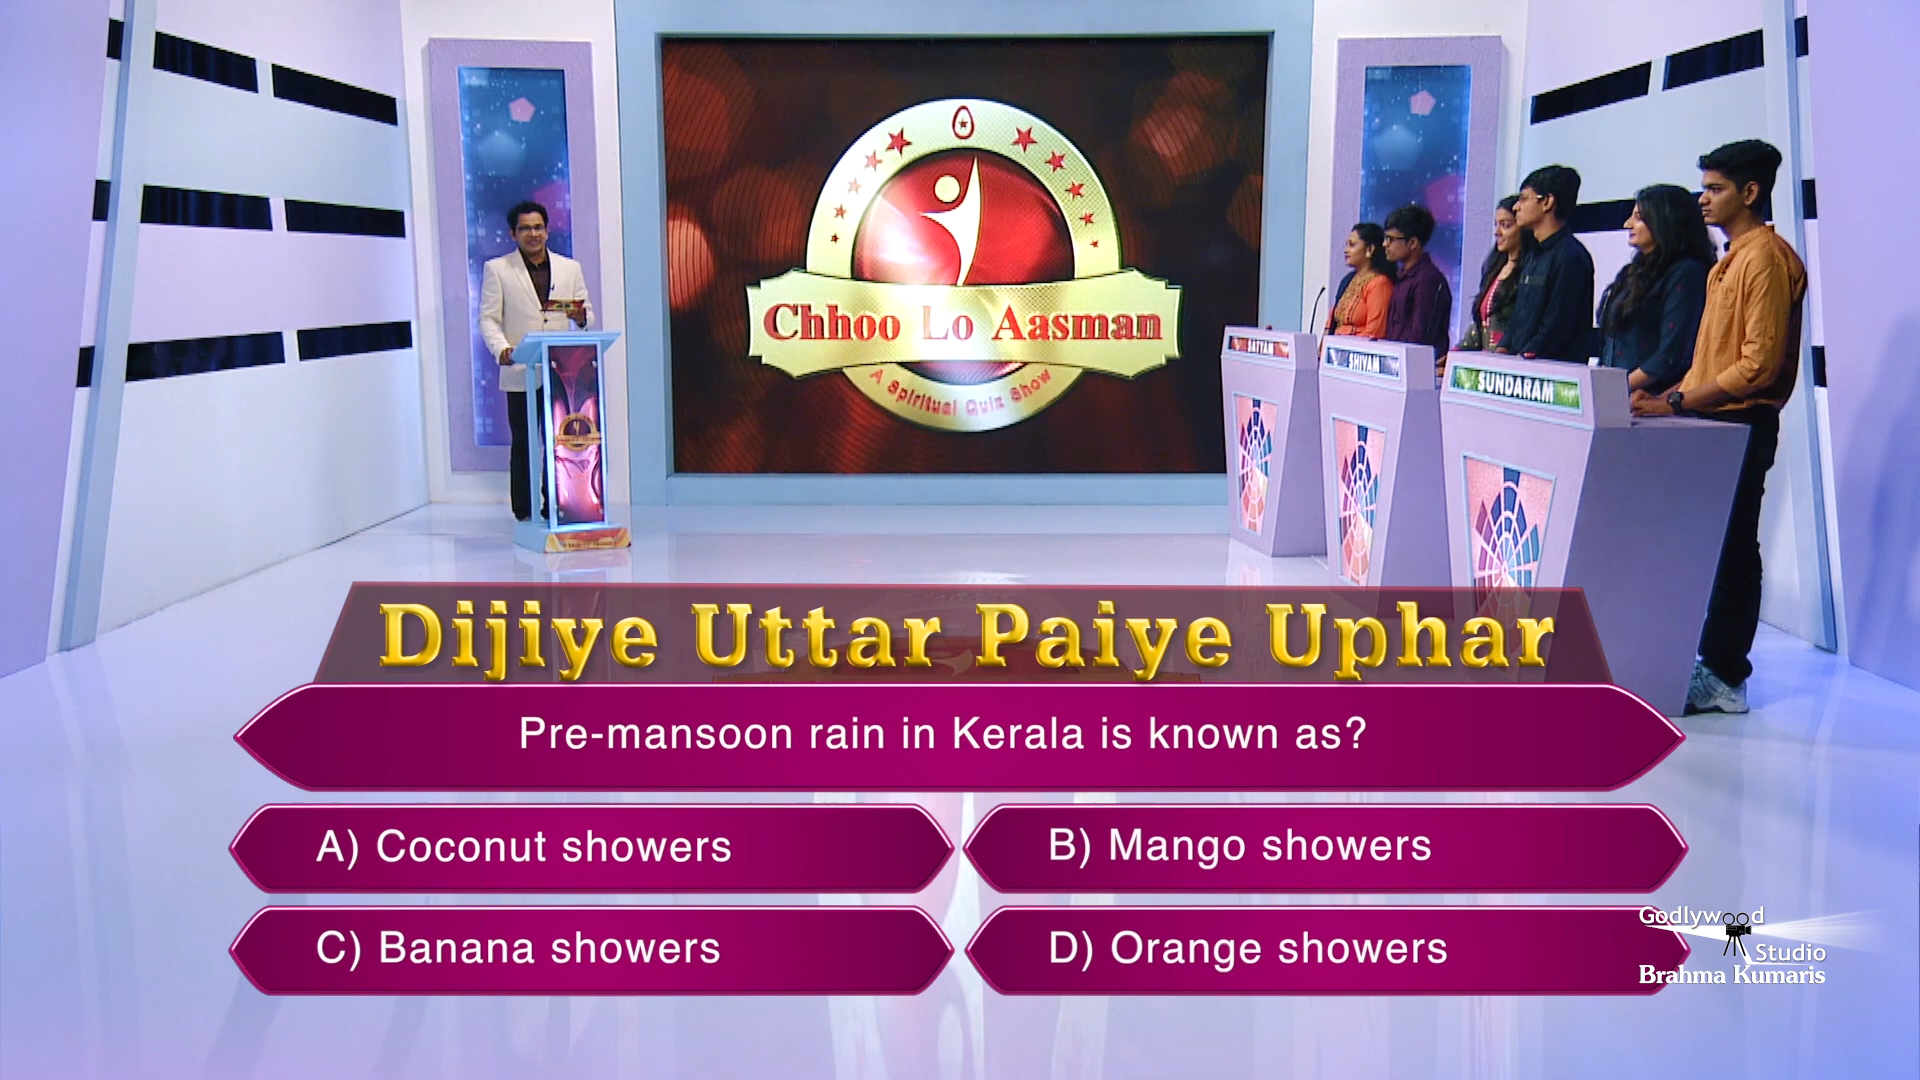 Chhoo Lo Aasman
A Spiritual Quiz Show
SATYAM
SHIVAM
SUNDARAM
Dijiye Uttar Paiye Uphar
Pre-mansoon rain in Kerala is known as?
A) Coconut showers
B) Mango showers
C) Banana showers
D) Orange showers
Godlywood
Studio
Brahma Kumaris